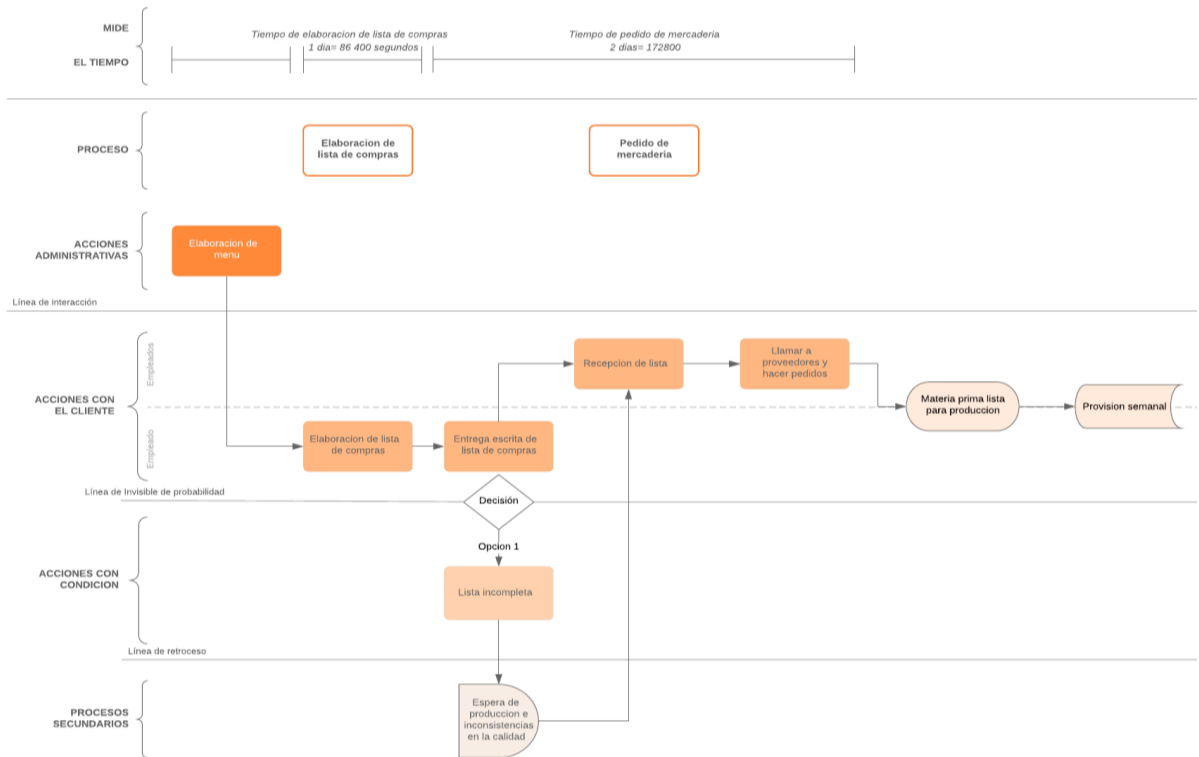 MIDE
EL TIEMPO
Tiempo de elaboracion de lista de compras
1 dia= 86 400 segundos
Tiempo de pedido de mercaderia
2 dias= 172800
PROCESO
Elaboracion de
lista de compras
Pedido de
mercaderia
ACCIONES
ADMINISTRATIVAS
Elaboracion de
menu
Línea de interacción
ACCIONES CON
EL CLIENTE
Empleados
Empleado
Recepcion de lista
Llamar a
proveedores y
hacer pedidos
Materia prima lista
para produccion
Provision semanal
Elaboracion de lista
de compras
Entrega escrita de
lista de compras
Línea de Invisible de probabilidad
Decisión
Opcion 1
ACCIONES CON
CONDICION
Lista incompleta
Línea de retroceso
PROCESOS
SECUNDARIOS
Espera de
produccion e
inconsistencias
en la calidad